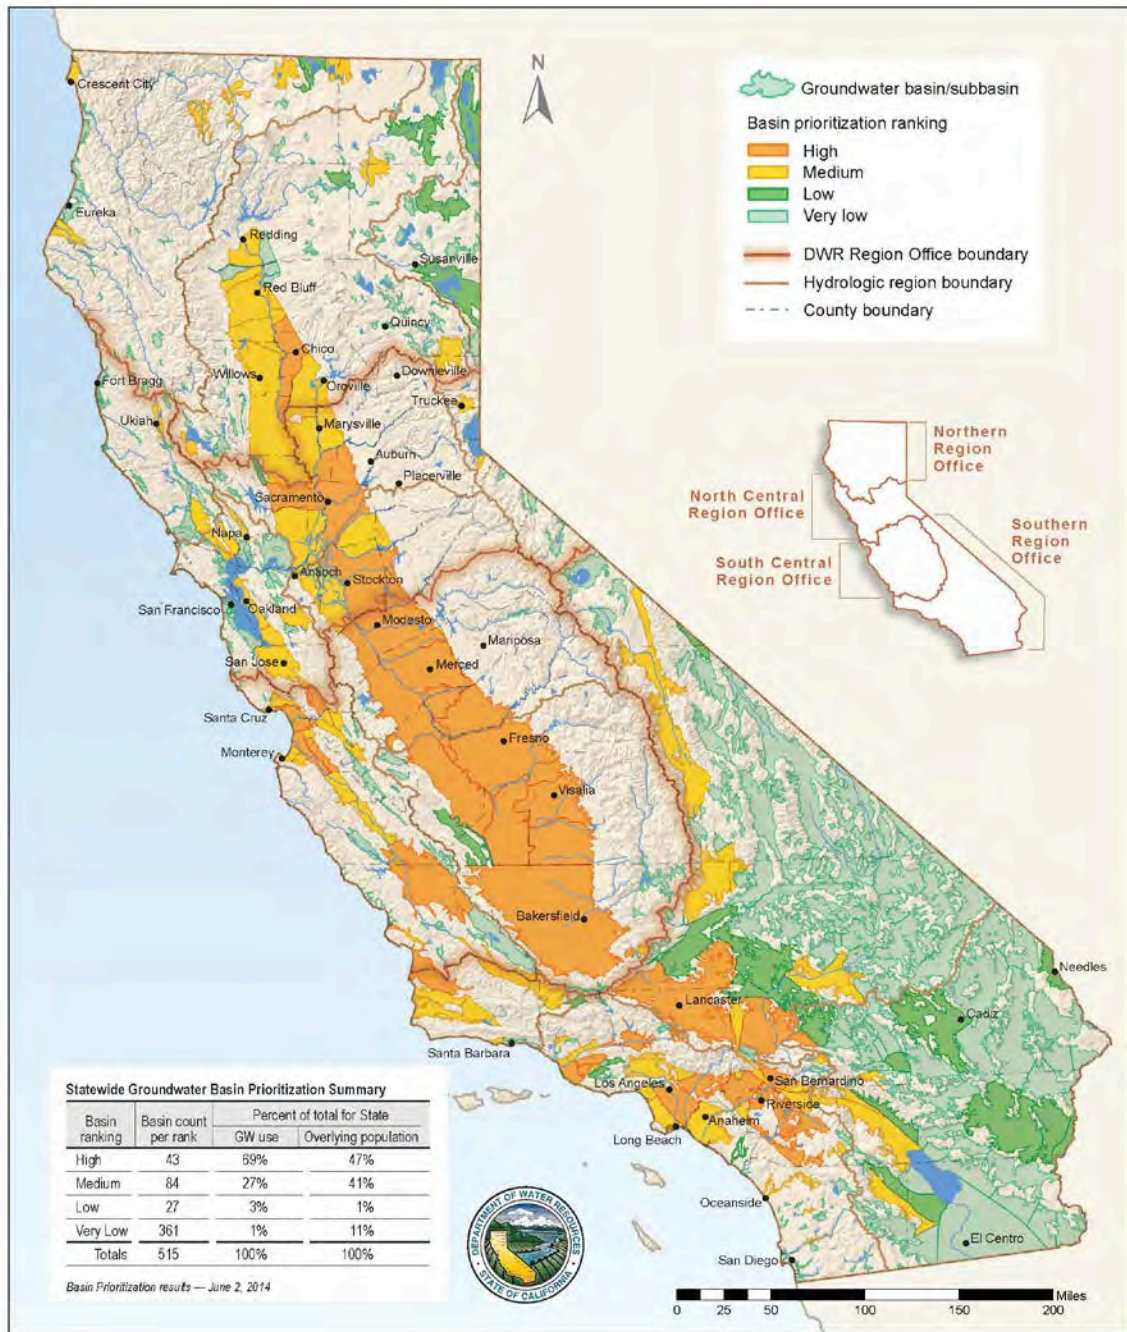 N
Groundwater basin/subbasin
Basin prioritization ranking
High
Medium
Low
Very low
DWR Region Office boundary
Hydrologic region boundary
County boundary
Crescent City
Eureka
Redding
Susanville
Red Bluff
Quincy
Chico
Willows
Oroville
Downieville
Fort Bragg
Truckee
Ukiah
Marysville
Auburn
Placerville
Sacramento
Napa
Antioch
Stockton
San Francisco
Oakland
Modesto
Mariposa
San Jose
Merced
Santa Cruz
Fresno
Monterey
Visalia
Bakersfield
Needles
Lancaster
Cadiz
Santa Barbara
San Bernardino
Los Angeles
Riverside
Anaheim
Long Beach
Oceanside
El Centro
San Diego
Northern
Region
Office
North Central
Region Office
Southern
Region
Office
South Central
Region Office
Statewide Groundwater Basin Prioritization Summary
Basin ranking Basin count per rank Percent of total for State
GW use Overlying population
High 43 69% 47%
Medium 84 27% 41%
Low 27 3% 1%
Very Low 361 1% 11%
Totals 515 100% 100%
Basin Prioritization results — June 2, 2014
DEPARTMENT OF WATER RESOURCES
STATE OF CALIFORNIA
Miles
0 25 50 100 150 200